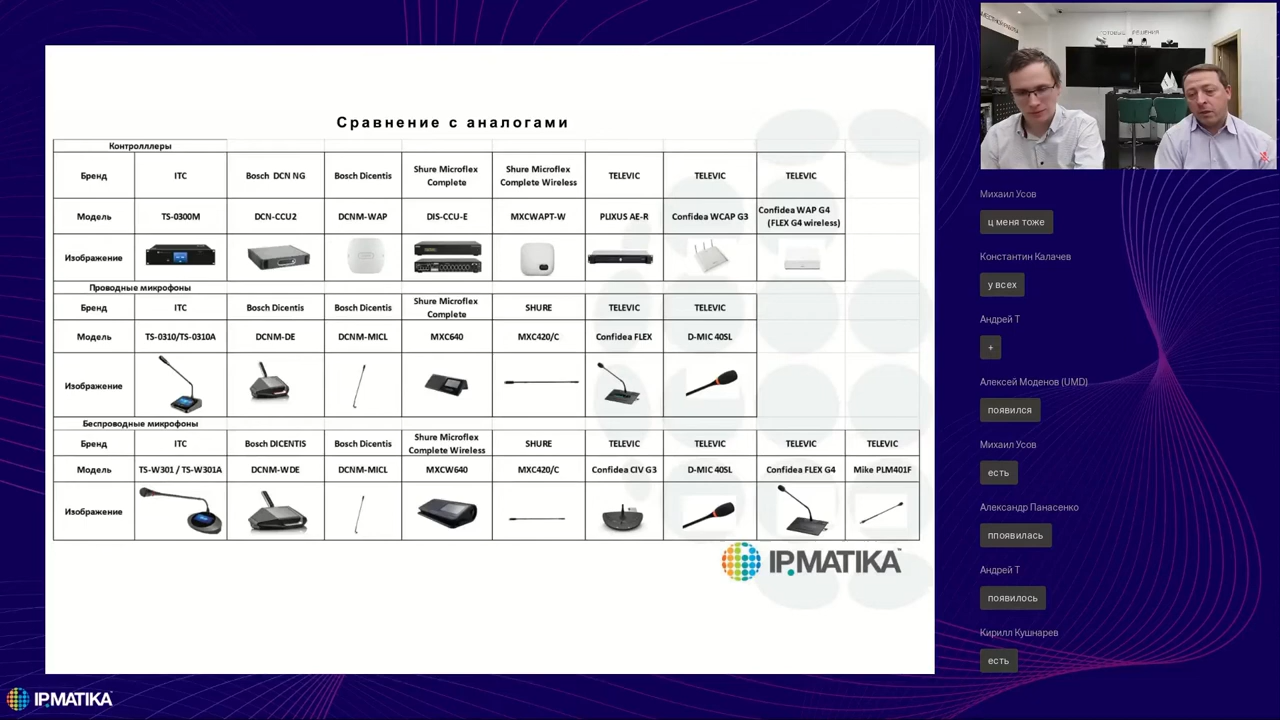 Сравнение с аналогами
Контролллеры
Бренд ITC Bosch DCN NG Bosch Dicentis Shure Microflex Complete Shure Microflex Complete Wireless TELEVIC TELEVIC TELEVIC
Модель TS-0300M DCN-CCU2 DCNM-WAP DIS-CCU-E MXCWAPT-W PLIXUS AE-R Confidea WCAP G3 Confidea WAP G4 (FLEX G4 wireless)
Изображение
Проводные микрофоны
Бренд ITC Bosch Dicentis Bosch Dicentis Shure Microflex Complete SHURE TELEVIC TELEVIC
Модель TS-0310/TS-0310A DCNM-DE DCNM-MICL MXC640 MXC420/C Confidea FLEX D-MIC 40SL
Изображение
Беспроводные микрофоны
Бренд ITC Bosch DICENTIS Bosch Dicentis Shure Microflex Complete Wireless SHURE TELEVIC TELEVIC TELEVIC TELEVIC
Модель TS-W301 / TS-W301A DCNM-WDE DCNM-MICL MXCW640 MXC420/C Confidea CIV G3 D-MIC 40SL Confidea FLEX G4 Mike PLM401F
Изображение
IP.MATIKA™
IP.MATIKA
Михаил Усов
ц меня тоже
Константин Калачев
у всех
Андрей Т
+
Алексей Моденов (UMD)
появился
Михаил Усов
есть
Александр Панасенко
ппоявилась
Андрей Т
появилось
Кирилл Кушнарев
есть